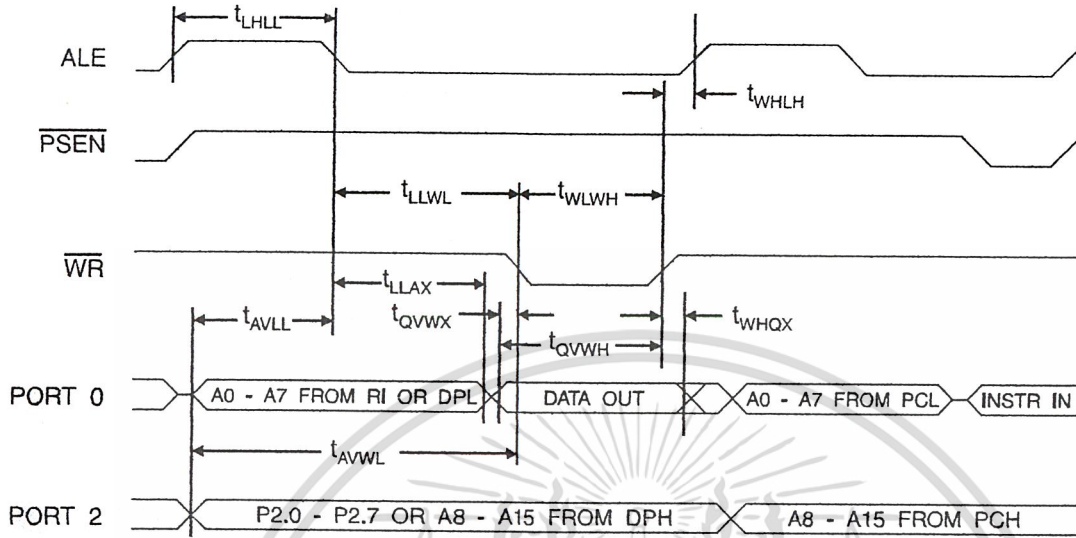 tLHLL
ALE
tWHLH
PSEN
tLLWL
tWLWH
WR
tLLAX
tAVLL
tQVWX
tWHQX
tQVWH
PORT 0
A0 - A7 FROM RI OR DPL
DATA OUT
A0 - A7 FROM PCL
INSTR IN
tAVWL
PORT 2
P2.0 - P2.7 OR A8 - A15 FROM DPH
A8 - A15 FROM PCH